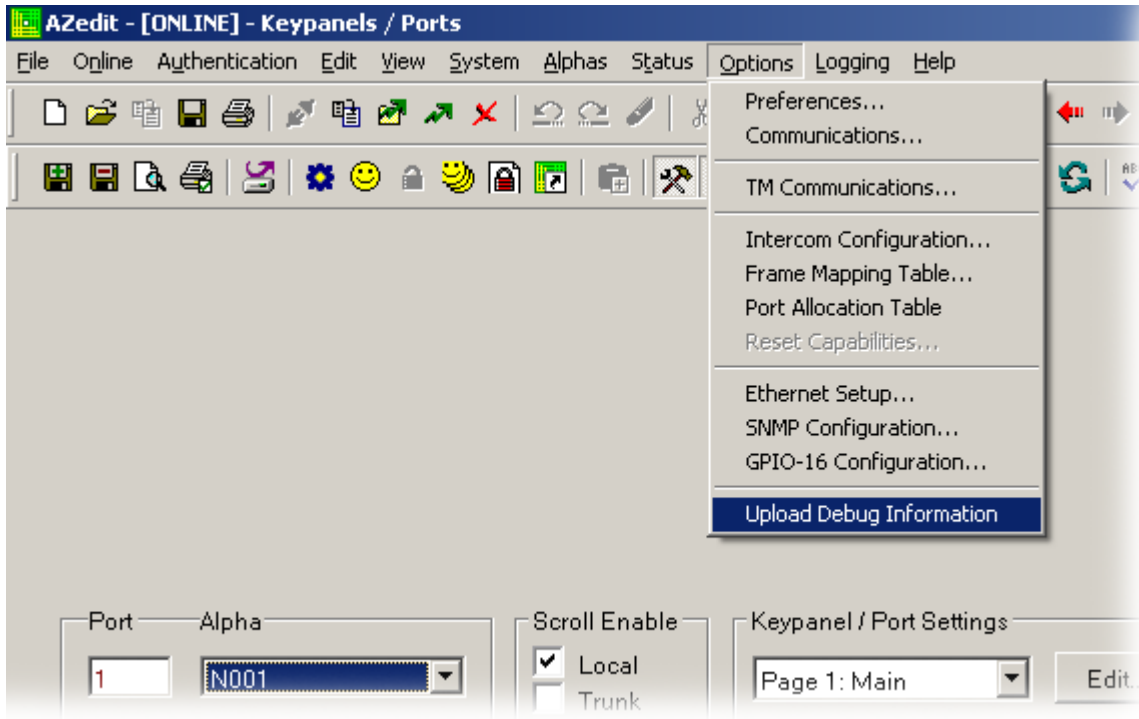 AZedit - [ONLINE] - Keypanels / Ports
File Online Authentication Edit View System Alphas Status Options Logging Help
Preferences...
Communications...
TM Communications...
Intercom Configuration...
Frame Mapping Table...
Port Allocation Table
Reset Capabilities...
Ethernet Setup...
SNMP Configuration...
GPIO-16 Configuration...
Upload Debug Information
Port Alpha Scroll Enable Keypanel / Port Settings
1 N001 Local Page 1: Main Edit.
Trunk